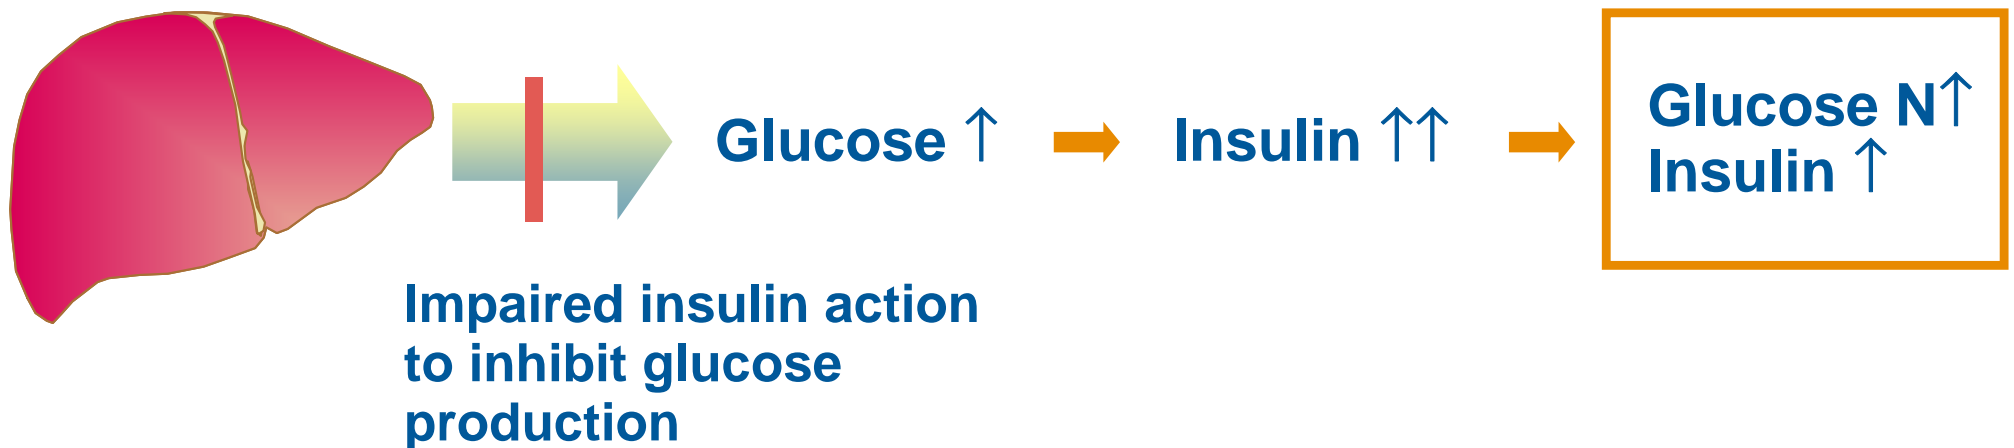 Glucose ↑
Insulin ↑↑
Glucose N↑
Insulin ↑
Impaired insulin action
to inhibit glucose
production